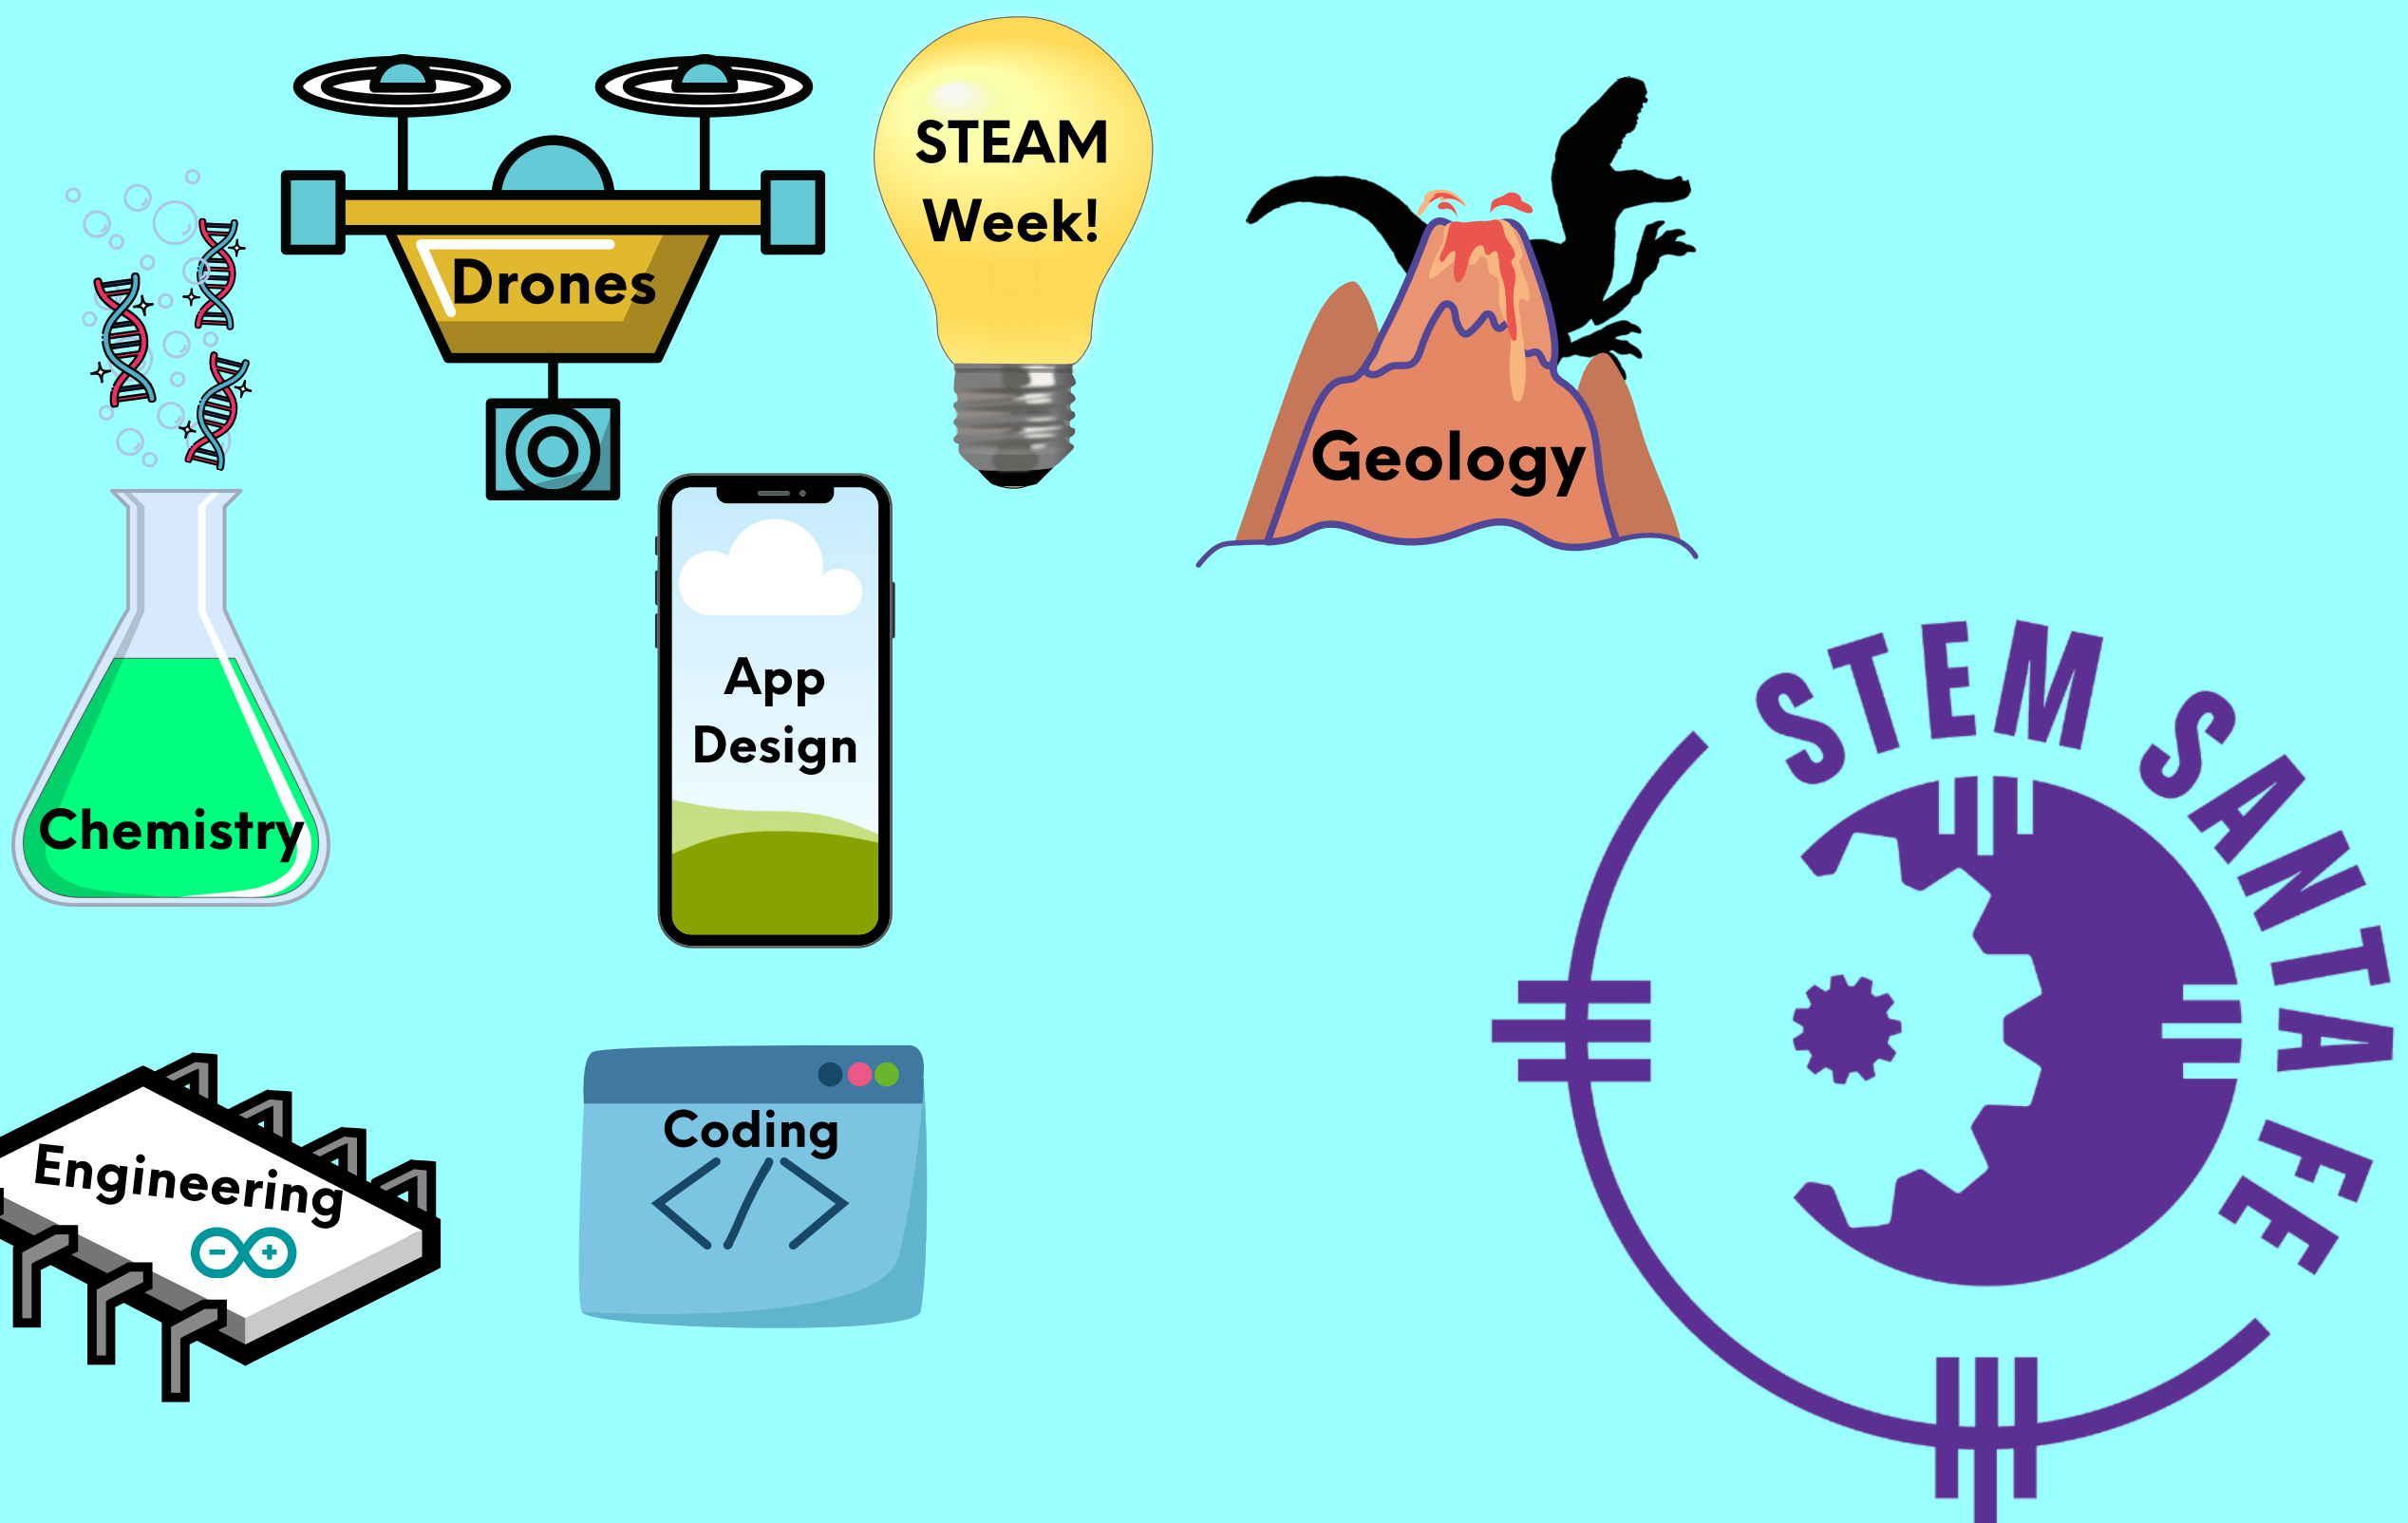 STEAM
Week!
Drones
Geology
App
Design
Chemistry
STEM SANTA FE
Coding
</>
Engineering
- +